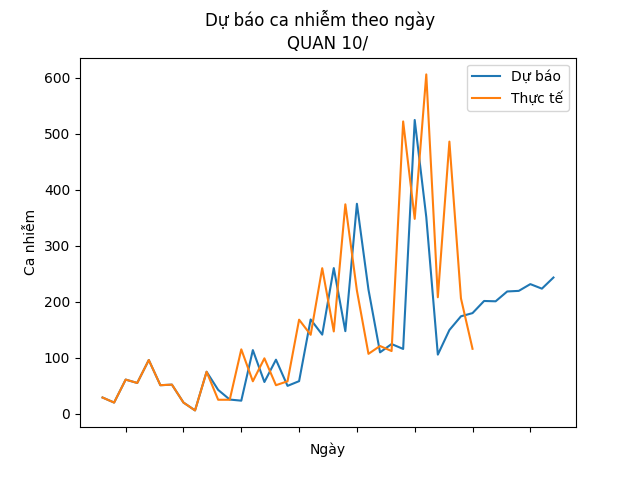 Dự báo ca nhiễm theo ngày
QUAN 10/
Dự báo
Thực tế
600
500
400
300
200
100
0
Ca nhiễm
Ngày